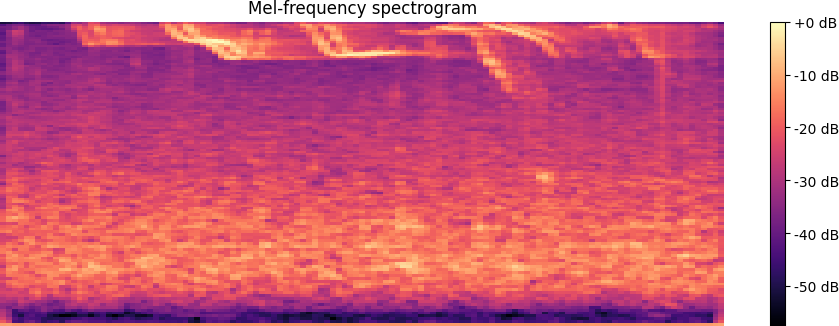 Mel-frequency spectrogram
+0 dB
-10 dB
-20 dB
-30 dB
-40 dB
-50 dB